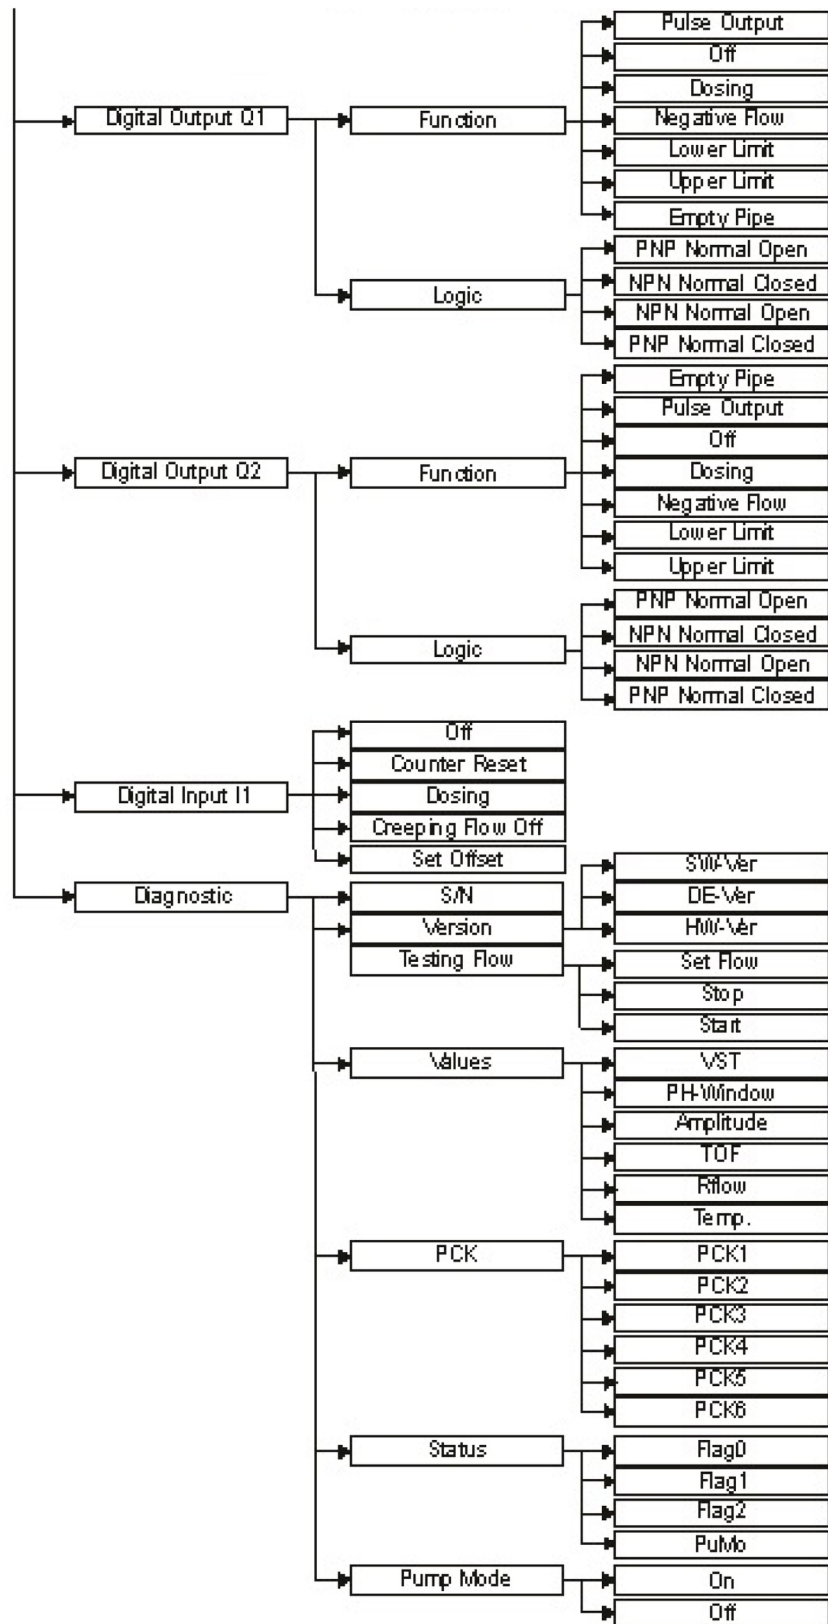 Pulse Output
Off
Dosing
Digital Output Q1
Function
Negative Flow
Lower Limit
Upper Limit
Empty Pipe
PNP Normal Open
Logic
NPN Normal Closed
NPN Normal Open
PNP Normal Closed
Empty Pipe
Pulse Output
Off
Digital Output Q2
Function
Dosing
Negative Flow
Lower Limit
Upper Limit
PNP Normal Open
Logic
NPN Normal Closed
NPN Normal Open
PNP Normal Closed
Off
Counter Reset
Digital Input I1
Dosing
Creeping Flow Off
Set Offset
Diagnostic
S/N
Version
SW-Ver
DE-Ver
HW-Ver
Testing Flow
Set Flow
Stop
Start
Values
VST
PH-Window
Amplitude
TOF
Rflow
Temp.
PCK
PCK1
PCK2
PCK3
PCK4
PCK5
PCK6
Status
Flag0
Flag1
Flag2
PuMo
Pump Mode
On
Off